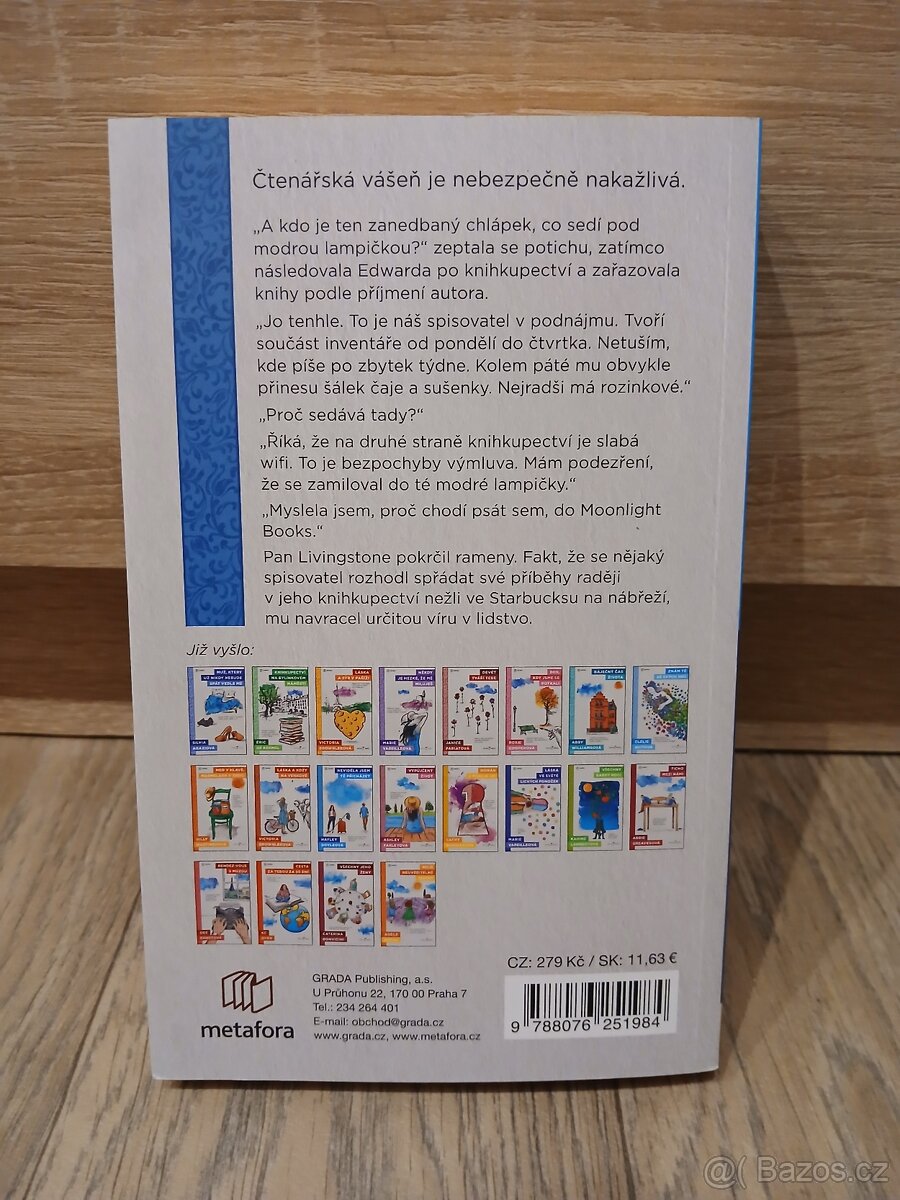 Čtenářská vášeň je nebezpečně nakažlivá.
„A kdo je ten zanedbaný chlápek, co sedí pod
modrou lampičkou?“ zeptala se potichu, zatímco
následovala Edwarda po knihkupectví a zařazovala
knihy podle příjmení autora.
„Jo tenhle. To je náš spisovatel v podnájmu. Tvoří
součást inventáře od pondělí do čtvrtka. Netuším,
kde píše po zbytek týdne. Kolem páté mu obvykle
přinesu šálek čaje a sušenky. Nejradši má rozinkové.“
„Proč sedává tady?“
„Říká, že na druhé straně knihkupectví je slabá
wifi. To je bezpochyby výmluva. Mám podezření,
že se zamiloval do té modré lampičky.“
„Myslela jsem, proč chodí psát sem, do Moonlight
Books.“
Pan Livingstone pokrčil rameny. Fakt, že se nějaký
spisovatel rozhodl spřádat své příběhy raději
v jeho knihkupectví nežli ve Starbucksu na nábřeží,
mu navracel určitou víru v lidstvo.
Již vyšlo:
CZ: 279 Kč / SK: 11,63 €
metafora
GRADA Publishing, a.s.
U Průhonu 22, 170 00 Praha 7
Tel.: 234 264 401
E-mail: obchod@grada.cz
www.grada.cz, www.metafora.cz
9 788076 251984
@( Bazos.cz